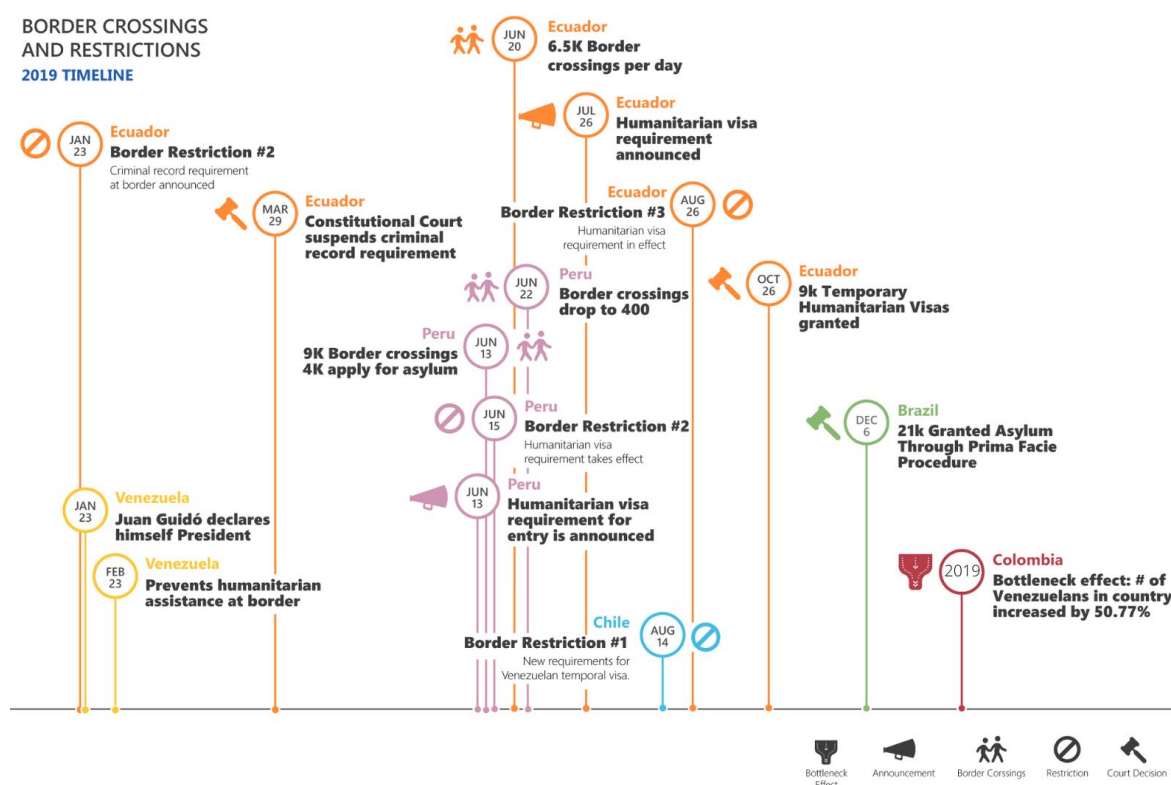 BORDER CROSSINGS
AND RESTRICTIONS
2019 TIMELINE
JUN
20
Ecuador
6.5K Border
crossings per day
JUL
26
Ecuador
Humanitarian visa
requirement
announced
JAN
23
Ecuador
Border Restriction #2
Criminal record requirement
at border announced
MAR
29
Ecuador
Constitutional Court
suspends criminal
record requirement
Ecuador
Border Restriction #3
Humanitarian visa
requirement in effect
AUG
26
JUN
22
Peru
Border crossings
drop to 400
OCT
26
Ecuador
9k Temporary
Humanitarian Visas
granted
Peru
9K Border crossings
4K apply for asylum
JUN
13
JUN
15
Peru
Border Restriction #2
Humanitarian visa
requirement takes effect
DEC
6
Brazil
21k Granted Asylum
Through Prima Facie
Procedure
JUN
13
Peru
Humanitarian visa
requirement for
entry is announced
JAN
23
Venezuela
Juan Guidó declares
himself President
FEB
23
Venezuela
Prevents humanitarian
assistance at border
2019
Colombia
Bottleneck effect: # of
Venezuelans in country
increased by 50.77%
Chile
Border Restriction #1
New requirements for
Venezuelan temporal visa.
AUG
14
Bottleneck
Effect
Announcement
Border Corssings
Restriction
Court Decision